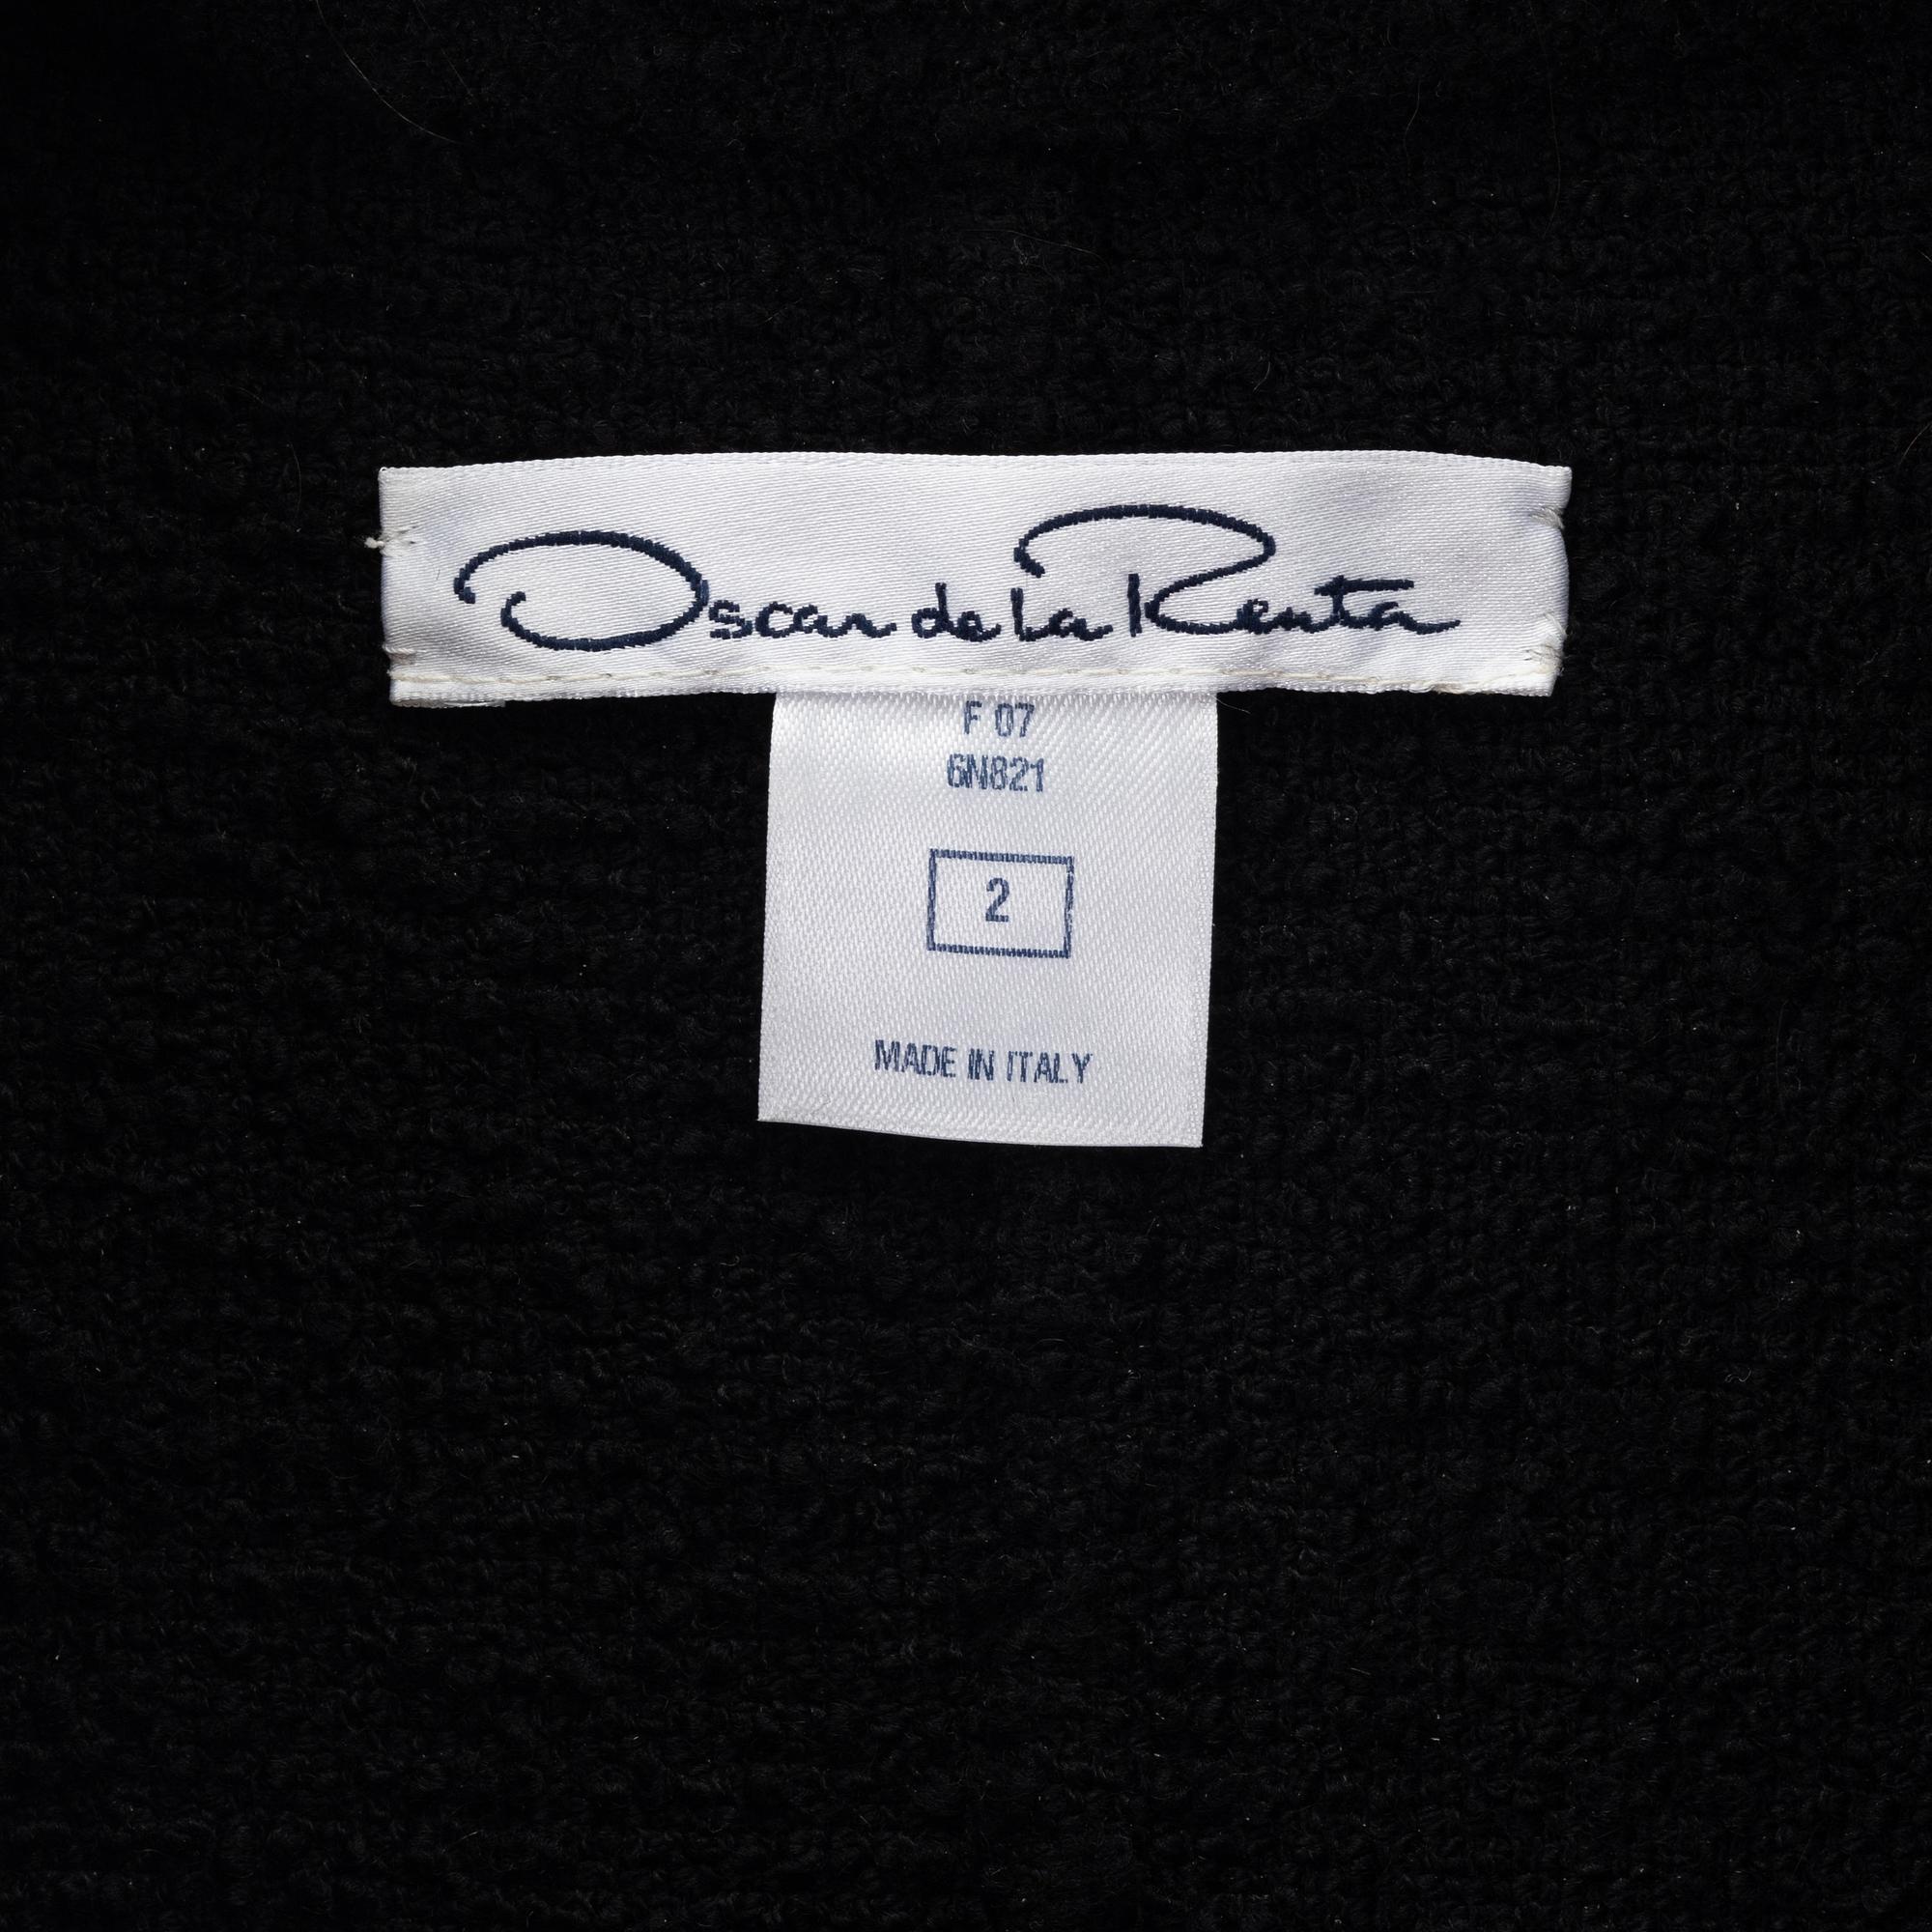 Oscar de la Renta
F 07
6N821
2
MADE IN ITALY